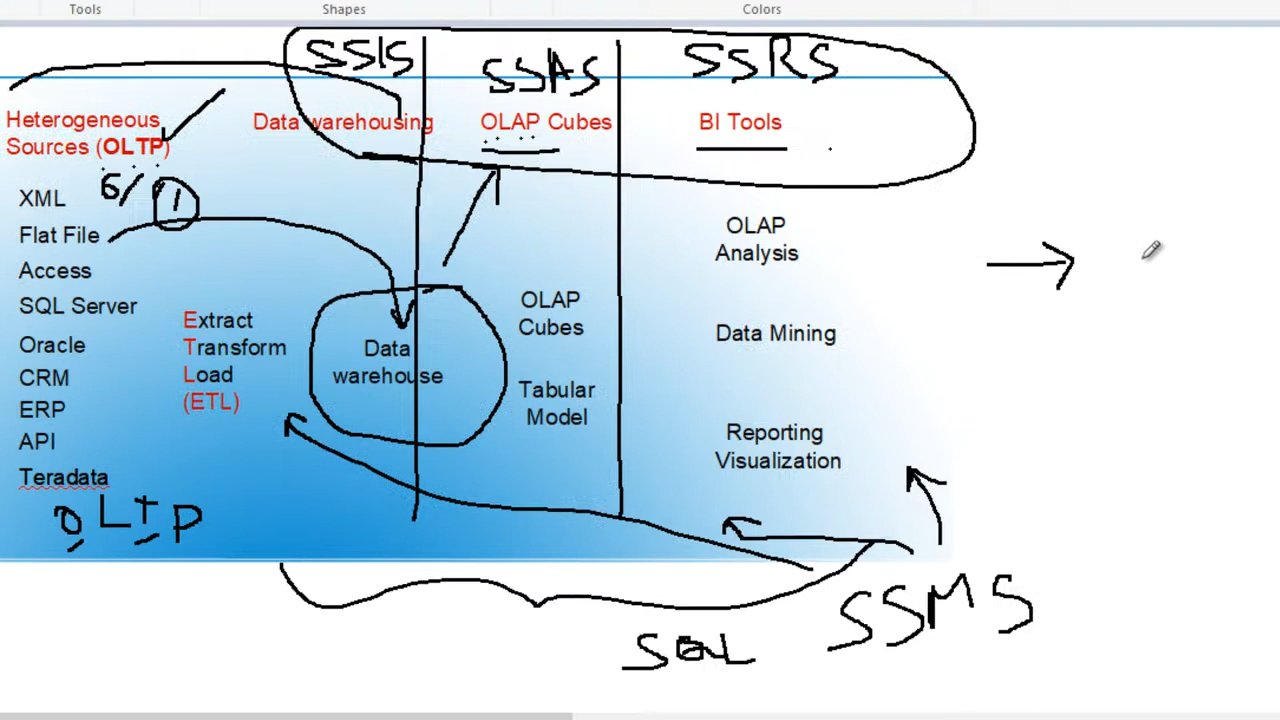 Tools Shapes Colors
SSIS SSAS SSRS
Heterogeneous
Sources (OLTP)
Data warehousing
OLAP Cubes
BI Tools
6/ 1
XML
Flat File
Access
SQL Server
Oracle
CRM
ERP
API
Teradata
OLTP
Extract
Transform
Load
(ETL)
Data
warehouse
OLAP
Cubes
Tabular
Model
OLAP
Analysis
Data Mining
Reporting
Visualization
SSMS
SQL